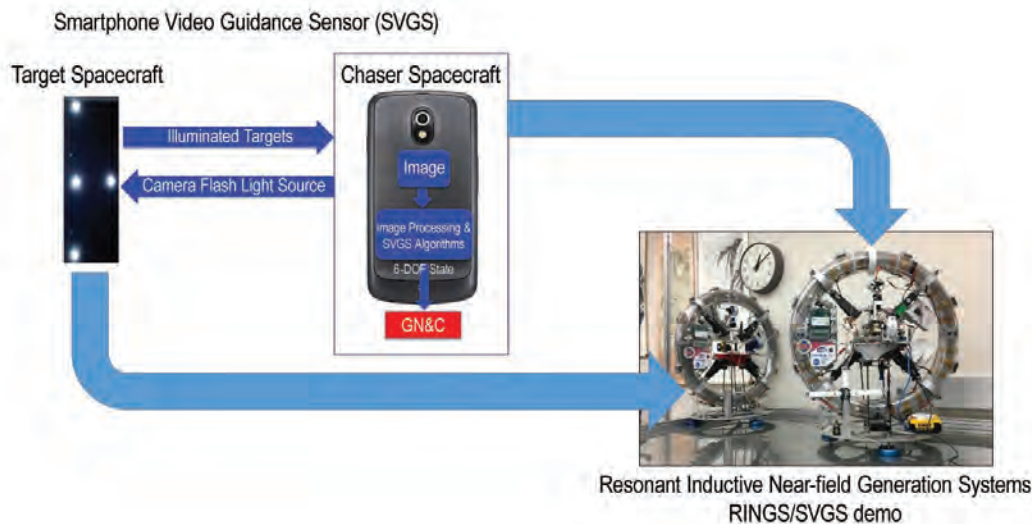 Smartphone Video Guidance Sensor (SVGS)
Target Spacecraft
Chaser Spacecraft
Illuminated Targets
Camera Flash Light Source
Image
Image Processing &
SVGS Algorithms
6-DOF State
GN&C
Resonant Inductive Near-field Generation Systems
RINGS/SVGS demo